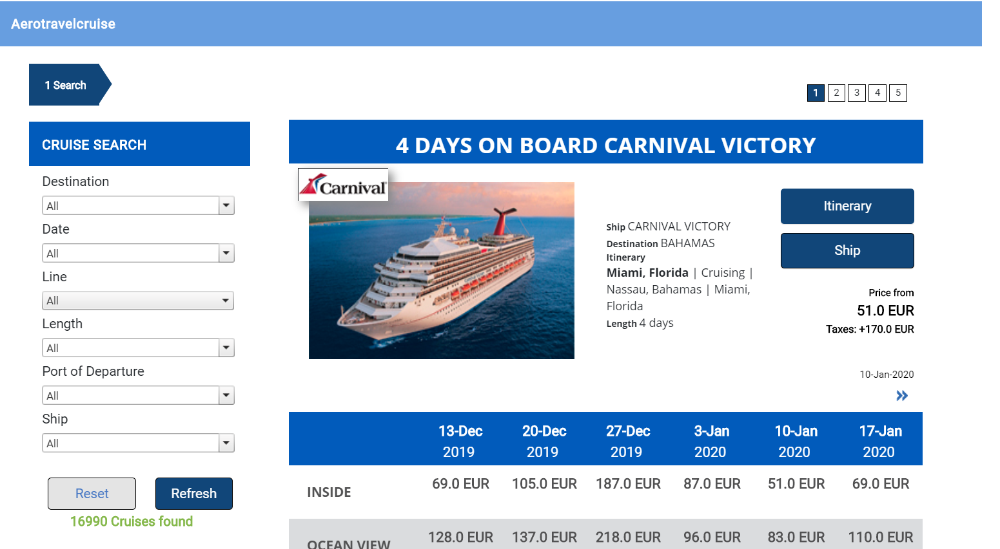 Aerotravelcruise
1 Search
1 2 3 4 5
CRUISE SEARCH
Destination
All
Date
All
Line
All
Length
All
Port of Departure
All
Ship
All
Reset Refresh
16990 Cruises found
4 DAYS ON BOARD CARNIVAL VICTORY
Carnival
Ship CARNIVAL VICTORY
Destination BAHAMAS
Itinerary
Miami, Florida | Cruising |
Nassau, Bahamas | Miami,
Florida
Length 4 days
Itinerary
Ship
Price from
51.0 EUR
Taxes: +170.0 EUR
10-Jan-2020
»
13-Dec 20-Dec 27-Dec 3-Jan 10-Jan 17-Jan
2019 2019 2019 2020 2020 2020
INSIDE 69.0 EUR 105.0 EUR 187.0 EUR 87.0 EUR 51.0 EUR 69.0 EUR
OCEAN VIEW 128.0 EUR 137.0 EUR 218.0 EUR 96.0 EUR 83.0 EUR 110.0 EUR